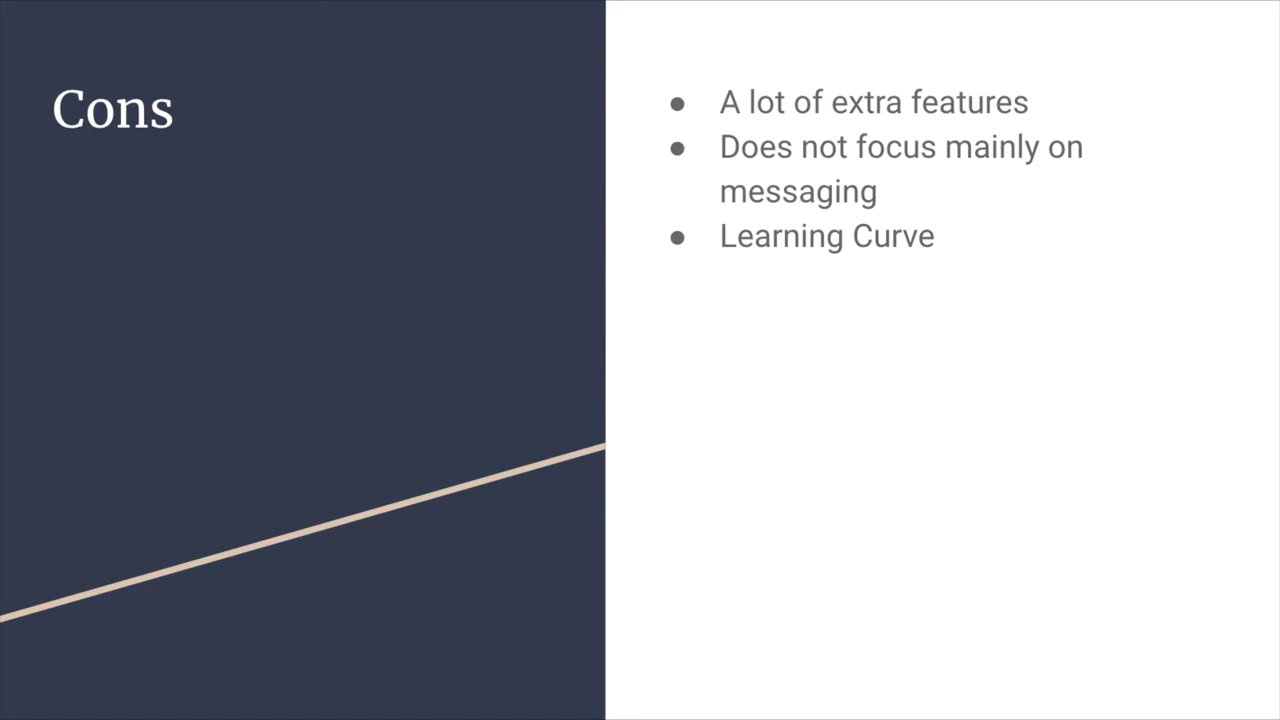 Cons
● A lot of extra features
● Does not focus mainly on
messaging
● Learning Curve